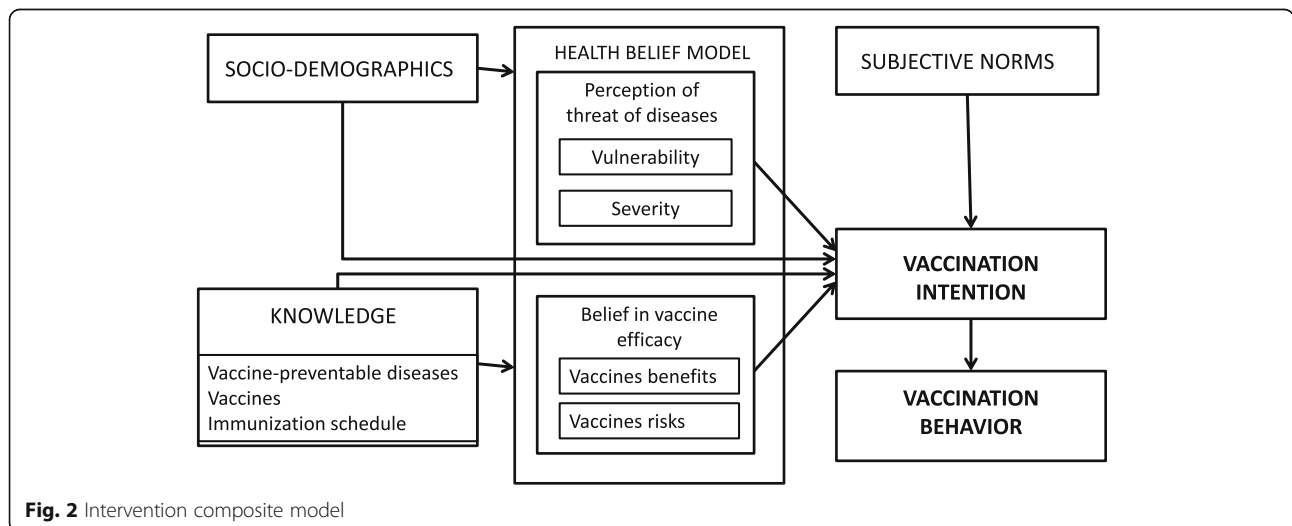 SOCIO-DEMOGRAPHICS
KNOWLEDGE
Vaccine-preventable diseases
Vaccines
Immunization schedule
HEALTH BELIEF MODEL
Perception of
threat of diseases
Vulnerability
Severity
Belief in vaccine
efficacy
Vaccines benefits
Vaccines risks
SUBJECTIVE NORMS
VACCINATION
INTENTION
VACCINATION
BEHAVIOR
Fig. 2 Intervention composite model